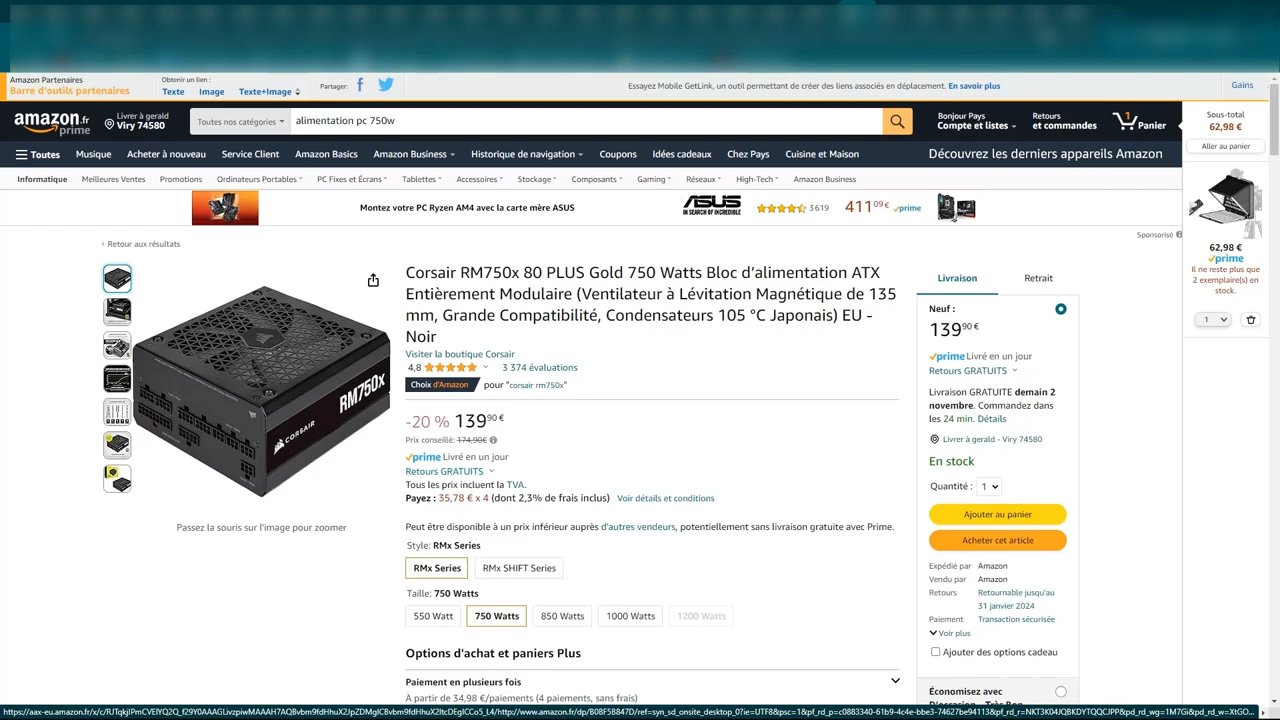 Amazon Partenaires
Barre d'outils partenaires
Obtenir un lien :
Texte Image Texte+Image
Partager:
Essayez Mobile GetLink, un outil permettant de créer des liens associés en déplacement. En savoir plus
Gains
amazon.fr
prime
Livrer à gerald
Viry 74580
Toutes nos catégories
alimentation pc 750w
Bonjour Pays
Compte et listes
Retours
et commandes
1
Panier
Sous-total
62,98 €
Aller au panier
Toutes Musique Acheter à nouveau Service Client Amazon Basics Amazon Business Historique de navigation Coupons Idées cadeaux Chez Pays Cuisine et Maison
Découvrez les derniers appareils Amazon
Informatique Meilleures Ventes Promotions Ordinateurs Portables PC Fixes et Écrans Tablettes Accessoires Stockage Composants Gaming Réseaux High-Tech Amazon Business
Montez votre PC Ryzen AM4 avec la carte mère ASUS
ASUS
IN SEARCH OF INCREDIBLE
3 619
411,09 €
prime
Sponsorisé
62,98 €
prime
Il ne reste plus que
2 exemplaire(s) en
stock.
1
‹ Retour aux résultats
RM750x
CORSAIR
Passez la souris sur l'image pour zoomer
Corsair RM750x 80 PLUS Gold 750 Watts Bloc d’alimentation ATX
Entièrement Modulaire (Ventilateur à Lévitation Magnétique de 135
mm, Grande Compatibilité, Condensateurs 105 °C Japonais) EU -
Noir
Visiter la boutique Corsair
4,8 3 374 évaluations
Choix d'Amazon pour "corsair rm750x"
-20 % 139,90 €
Prix conseillé: 174,90€
prime Livré en un jour
Retours GRATUITS
Tous les prix incluent la TVA.
Payez : 35,78 € x 4 (dont 2,3% de frais inclus) Voir détails et conditions
Peut être disponible à un prix inférieur auprès d'autres vendeurs, potentiellement sans livraison gratuite avec Prime.
Style: RMx Series
RMx Series RMx SHIFT Series
Taille: 750 Watts
550 Watt 750 Watts 850 Watts 1000 Watts 1200 Watts
Options d'achat et paniers Plus
Paiement en plusieurs fois
À partir de 34,98 €/paiements (4 paiements, sans frais)
Livraison Retrait
Neuf :
139,90 €
prime Livré en un jour
Retours GRATUITS
Livraison GRATUITE demain 2
novembre. Commandez dans
les 24 min. Détails
Livrer à gerald - Viry 74580
En stock
Quantité : 1
Ajouter au panier
Acheter cet article
Expédié par Amazon
Vendu par Amazon
Retours Retournable jusqu'au
31 janvier 2024
Paiement Transaction sécurisée
Voir plus
Ajouter des options cadeau
Économisez avec